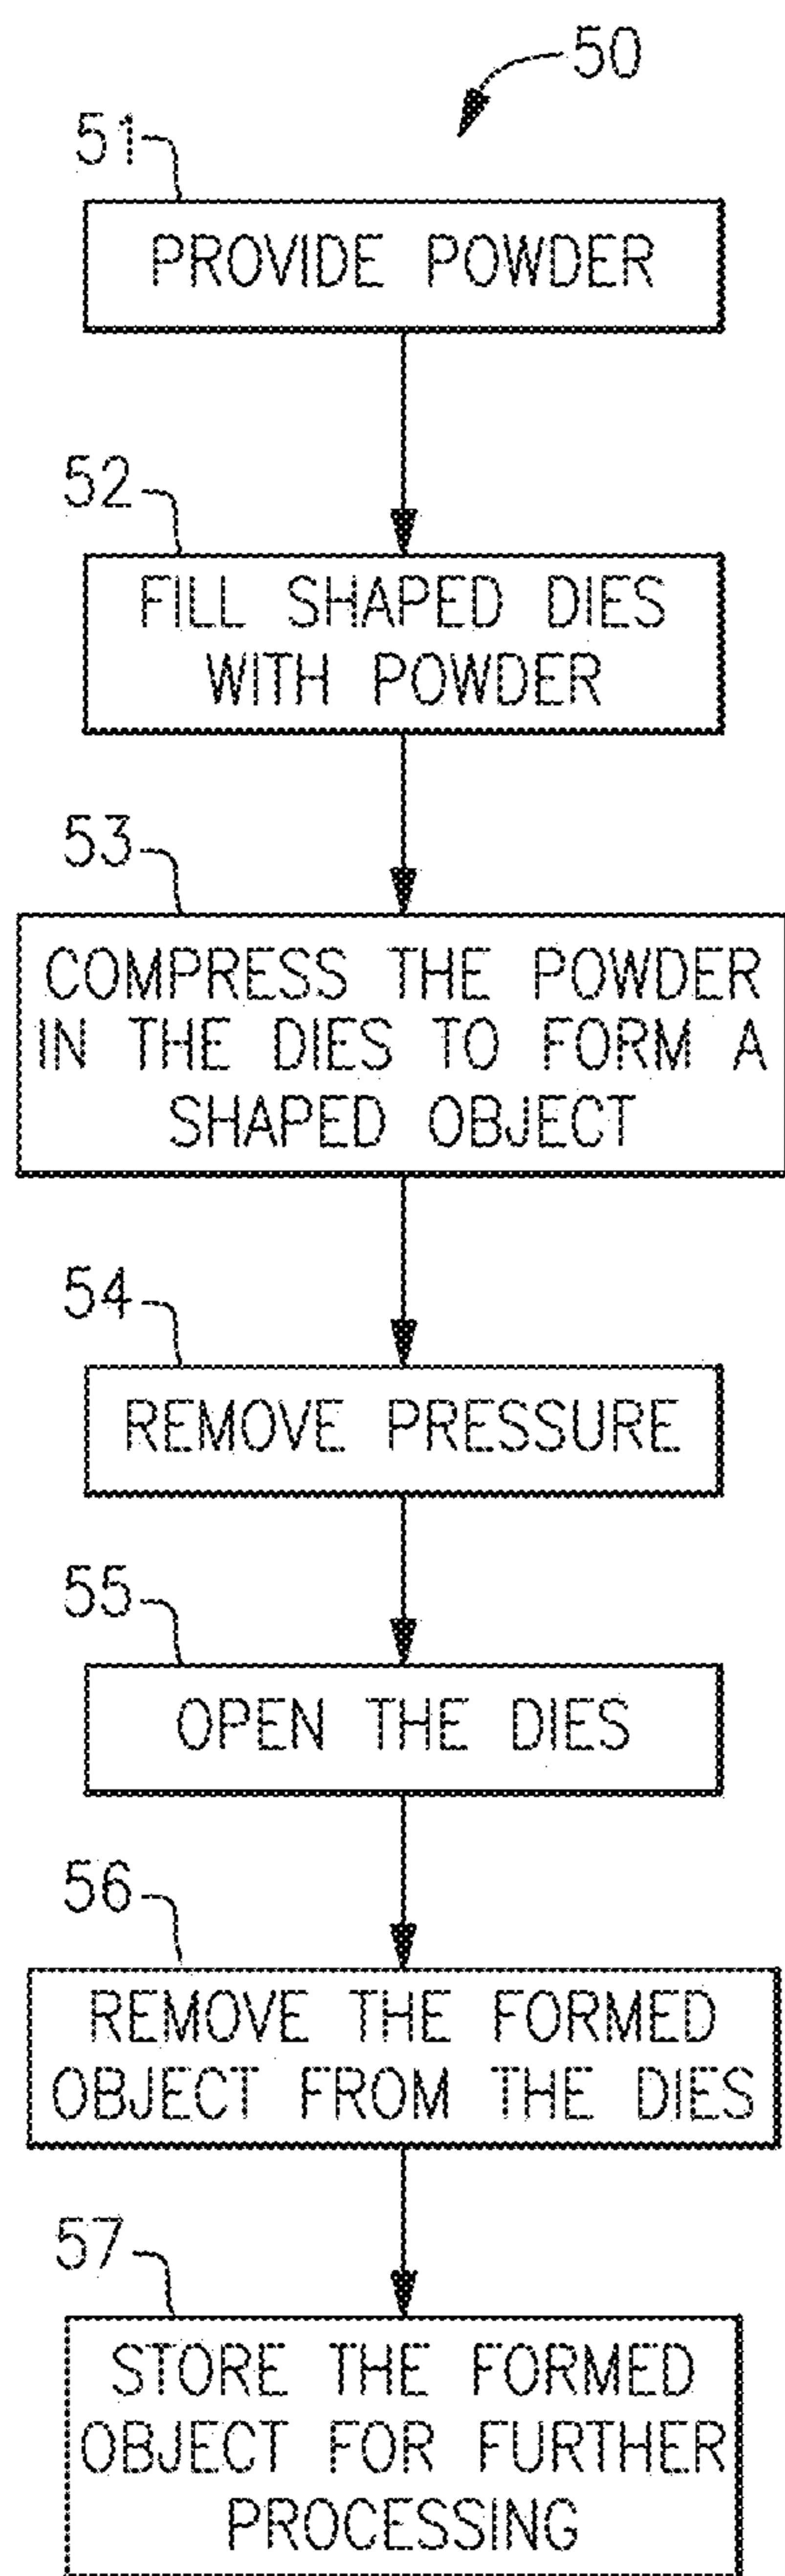 50
51
PROVIDE POWDER
52
FILL SHAPED DIES
WITH POWDER
53
COMPRESS THE POWDER
IN THE DIES TO FORM A
SHAPED OBJECT
54
REMOVE PRESSURE
55
OPEN THE DIES
56
REMOVE THE FORMED
OBJECT FROM THE DIES
57
STORE THE FORMED
OBJECT FOR FURTHER
PROCESSING